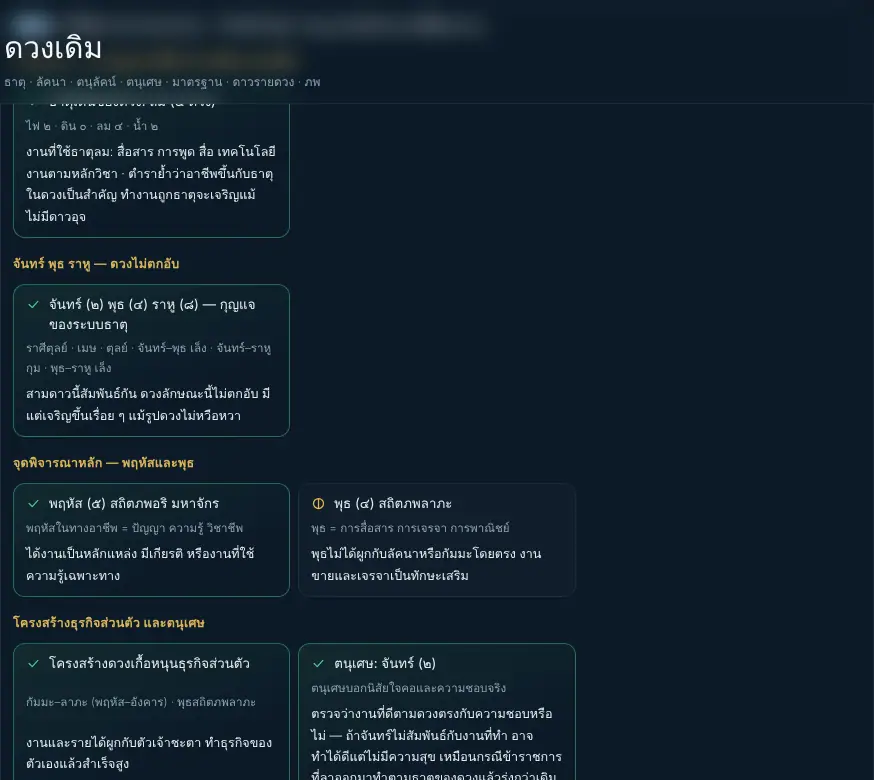 ดวงเดิม
ธาตุ · ลัคนา · ตนุลัคน์ · ตนุเศษ · มาตรฐาน · ดาวรายดวง · ภพ
ไฟ ๒ · ดิน ๐ · ลม ๔ · น้ำ ๒
งานที่ใช้ธาตุลม: สื่อสาร การพูด สื่อ เทคโนโลยี
งานตามหลักวิชา · ตำราย้ำว่าอาชีพขึ้นกับธาตุ
ในดวงเป็นสำคัญ ทำงานถูกธาตุจะเจริญแม้
ไม่มีดาวอุจ
จันทร์ พุธ ราหู — ดวงไม่ตกอับ
จันทร์ (๒) พุธ (๔) ราหู (๘) — กุญแจ
ของระบบธาตุ
ราศีตุลย์ · เมษ · ตุลย์ · จันทร์–พุธ เล็ง · จันทร์–ราหู
กุม · พุธ–ราหู เล็ง
สามดาวนี้สัมพันธ์กัน ดวงลักษณะนี้ไม่ตกอับ มี
แต่เจริญขึ้นเรื่อย ๆ แม้รูปดวงไม่หวือหวา
จุดพิจารณาหลัก — พฤหัสและพุธ
พฤหัส (๕) สถิตภพอริ มหาจักร
พฤหัสในทางอาชีพ = ปัญญา ความรู้ วิชาชีพ
ได้งานเป็นหลักแหล่ง มีเกียรติ หรืองานที่ใช้
ความรู้เฉพาะทาง
พุธ (๔) สถิตภพลาภะ
พุธ = การสื่อสาร การเจรจา การพาณิชย์
พุธไม่ได้ผูกกับลัคนาหรือกัมมะโดยตรง งาน
ขายและเจรจาเป็นทักษะเสริม
โครงสร้างธุรกิจส่วนตัว และตนุเศษ
โครงสร้างดวงเกื้อหนุนธุรกิจส่วนตัว
กัมมะ–ลาภะ (พฤหัส–อังคาร) · พุธสถิตภพลาภะ
งานและรายได้ผูกกับตัวเจ้าชะตา ทำธุรกิจของ
ตัวเองแล้วสำเร็จสูง
ตนุเศษ: จันทร์ (๒)
ตนุเศษบอกนิสัยใจคอและความชอบจริง
ตรวจว่างานที่ดีตามดวงตรงกับความชอบหรือ
ไม่ — ถ้าจันทร์ไม่สัมพันธ์กับงานที่ทำ อาจ
ทำได้ดีแต่ไม่มีความสุข เหมือนกรณีข้าราชการ
ที่ลาออกมาทำตามธาตุของดวงแล้วรุ่งกว่าเดิม